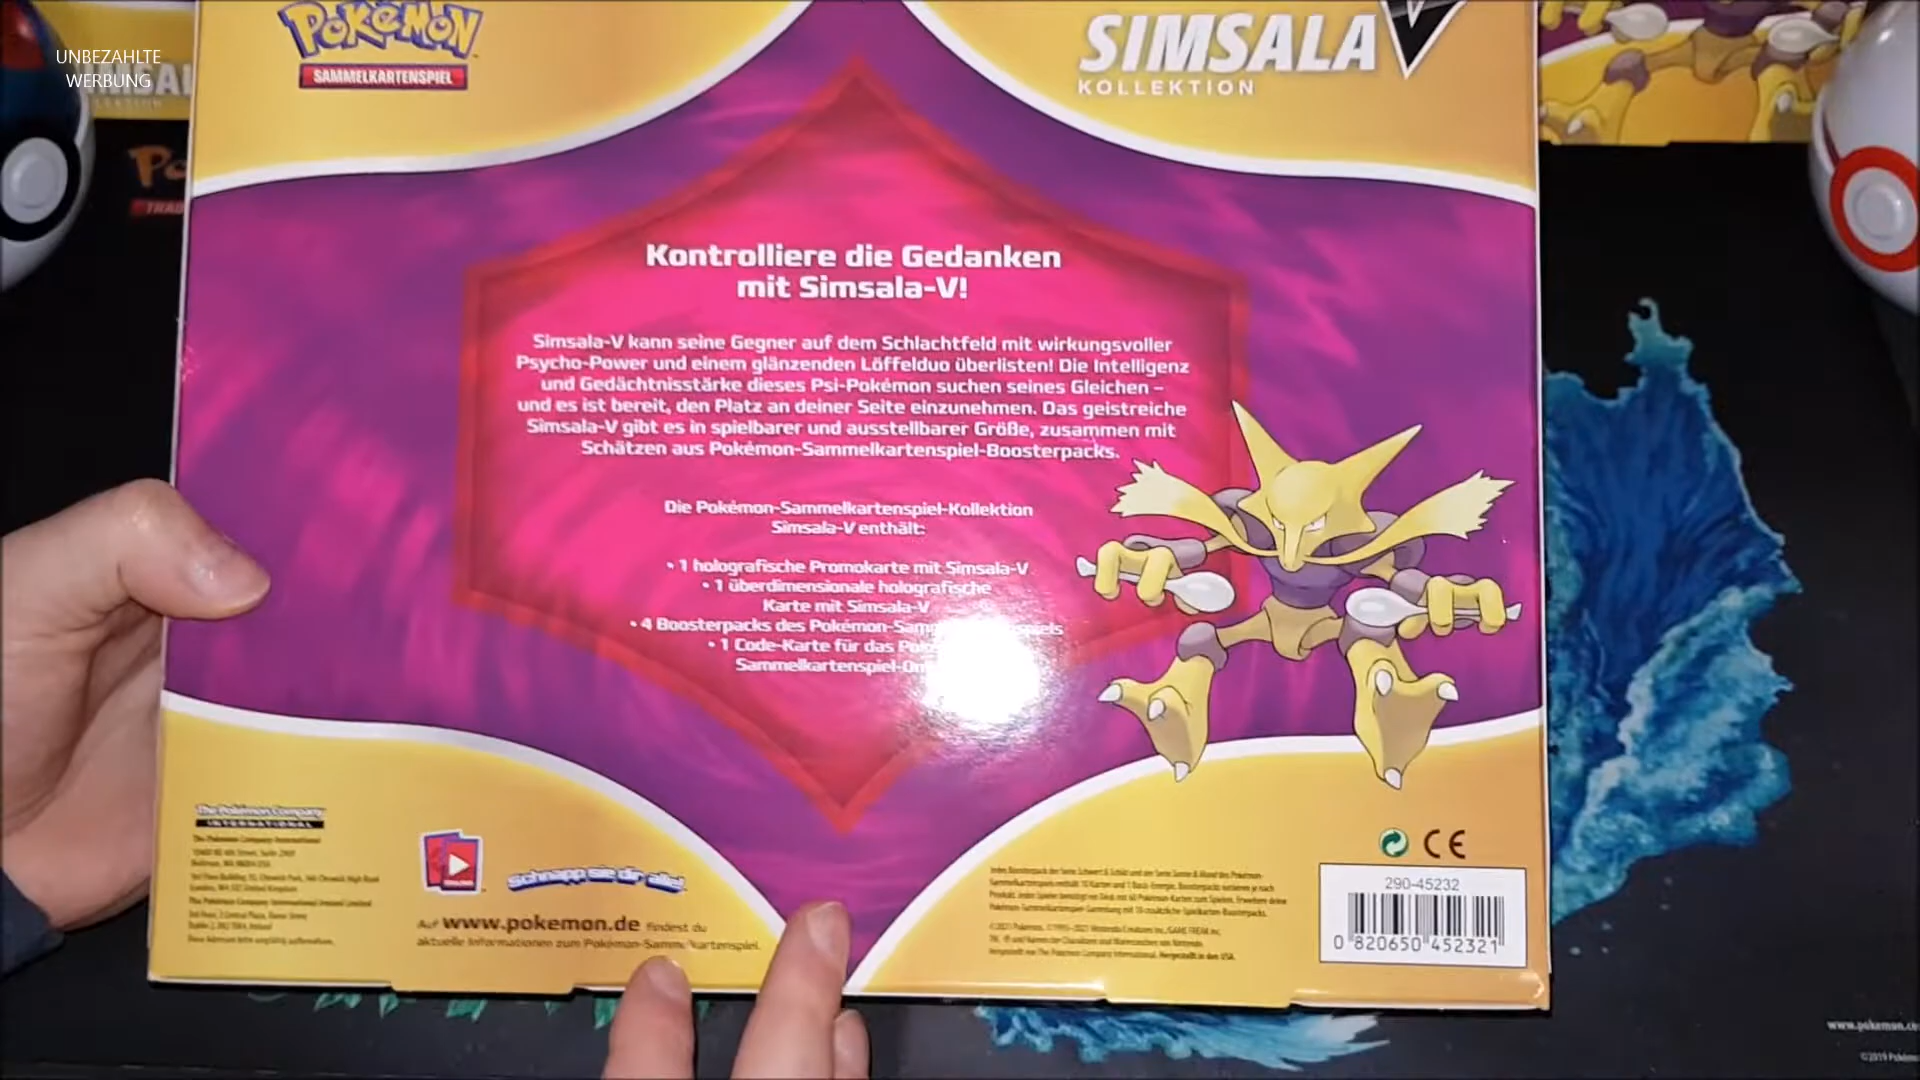 UNBEZAHLTE
WERBUNG
POKéMON
SAMMELKARTENSPIEL
SIMSALA V
KOLLEKTION
Kontrolliere die Gedanken
mit Simsala-V!
Simsala-V kann seine Gegner auf dem Schlachtfeld mit wirkungsvoller
Psycho-Power und einem glänzenden Löffelduo überlisten! Die Intelligenz
und Gedächtnisstärke dieses Psi-Pokémon suchen seines Gleichen –
und es ist bereit, den Platz an deiner Seite einzunehmen. Das geistreiche
Simsala-V gibt es in spielbarer und ausstellbarer Größe, zusammen mit
Schätzen aus Pokémon-Sammelkartenspiel-Boosterpacks.
Die Pokémon-Sammelkartenspiel-Kollektion
Simsala-V enthält:
• 1 holografische Promokarte mit Simsala-V
• 1 überdimensionale holografische
Karte mit Simsala-V
• 4 Boosterpacks des
• 1 Code-Karte für das
The Pokémon Company
INTERNATIONAL
The Pokémon Company International
Schnapp sie dir alle!
Auf www.pokemon.de findest du
aktuelle Informationen zum Pokémon-Sammelkartenspiel.
CE
290-45232
0 820650 452321